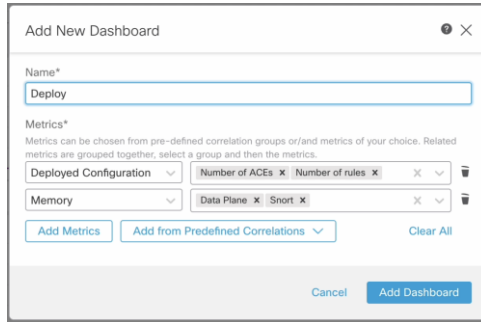 Add New Dashboard
Name*
Deploy
Metrics*
Metrics can be chosen from pre-defined correlation groups or/and metrics of your choice. Related
metrics are grouped together, select a group and then the metrics.
Deployed Configuration Number of ACEs x Number of rules x
Memory Data Plane x Snort x
Add Metrics Add from Predefined Correlations Clear All
Cancel Add Dashboard